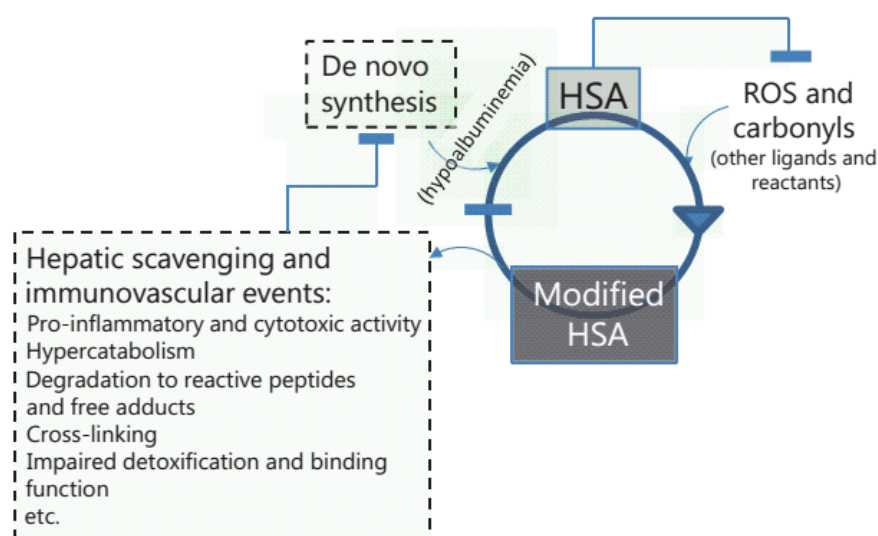 De novo
synthesis
(hypoalbuminemia)
HSA
ROS and
carbonyls
(other ligands and
reactants)
Modified
HSA
Hepatic scavenging and
immunovascular events:
Pro-inflammatory and cytotoxic activity
Hypercatabolism
Degradation to reactive peptides
and free adducts
Cross-linking
Impaired detoxification and binding
function
etc.